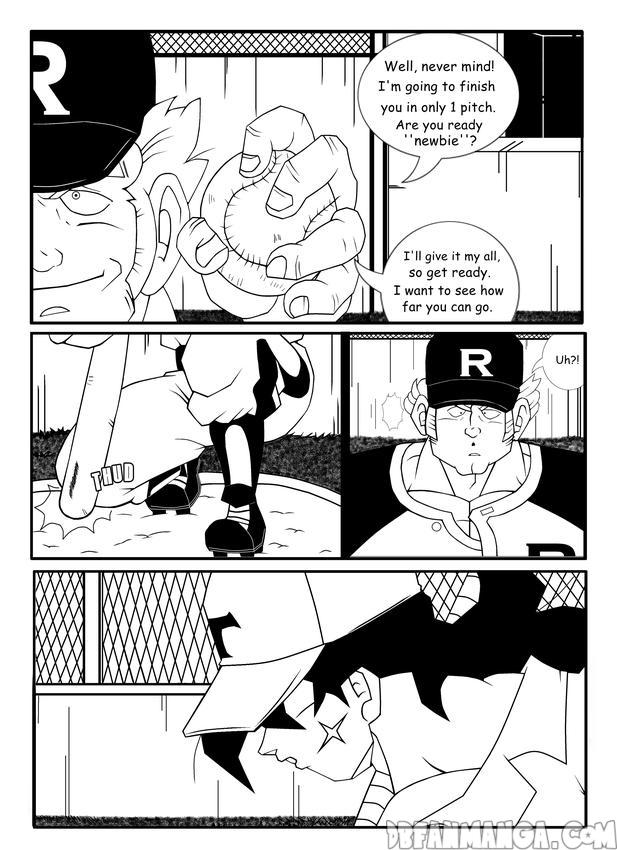 R
Well, never mind!
I'm going to finish
you in only 1 pitch.
Are you ready
''newbie''?
I'll give it my all,
so get ready.
I want to see how
far you can go.
THUD
R
Uh?!
R
DBFANMANGA.COM